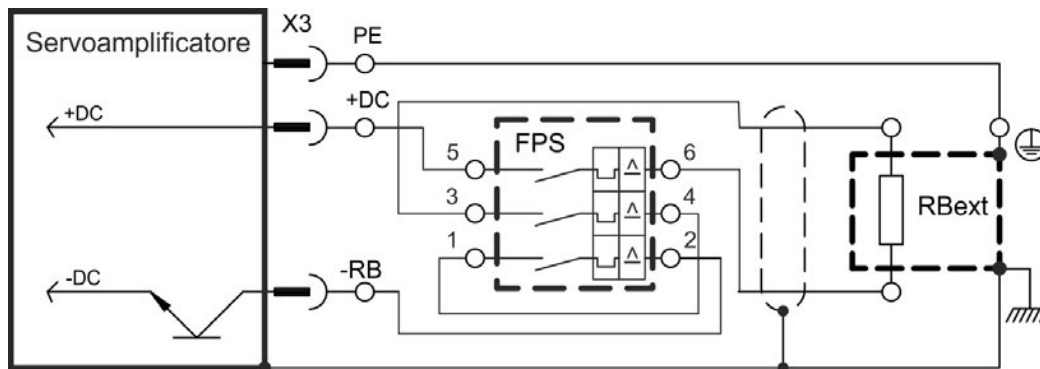 Servoamplificatore
X3
PE
+DC
+DC
FPS
5
6
3
4
1
2
RBext
-DC
-RB